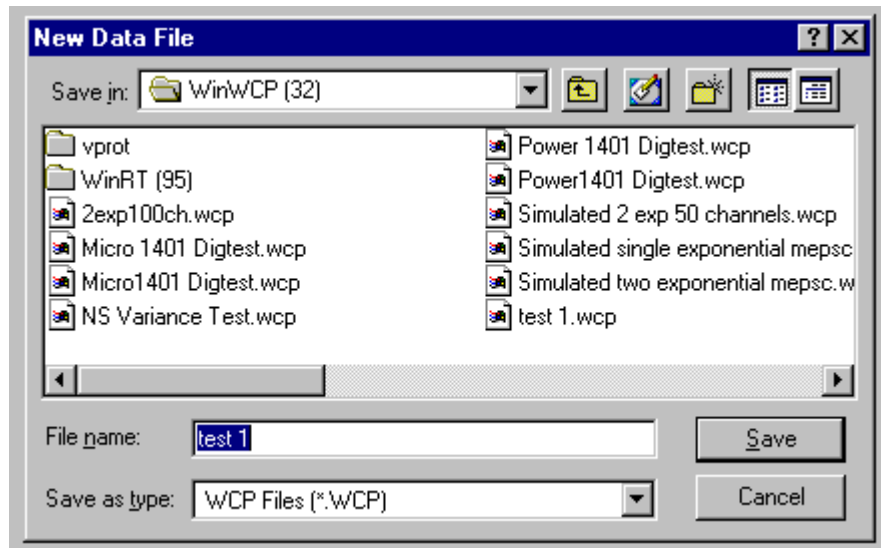 New Data File
Save in: WinWCP (32)
vprot
WinRT (95)
2exp100ch.wcp
Micro 1401 Digtest.wcp
Micro1401 Digtest.wcp
NS Variance Test.wcp
Power 1401 Digtest.wcp
Power1401 Digtest.wcp
Simulated 2 exp 50 channels.wcp
Simulated single exponential mepsc
Simulated two exponential mepsc.w
test 1.wcp
File name: test 1
Save
Save as type: WCP Files (*.WCP)
Cancel